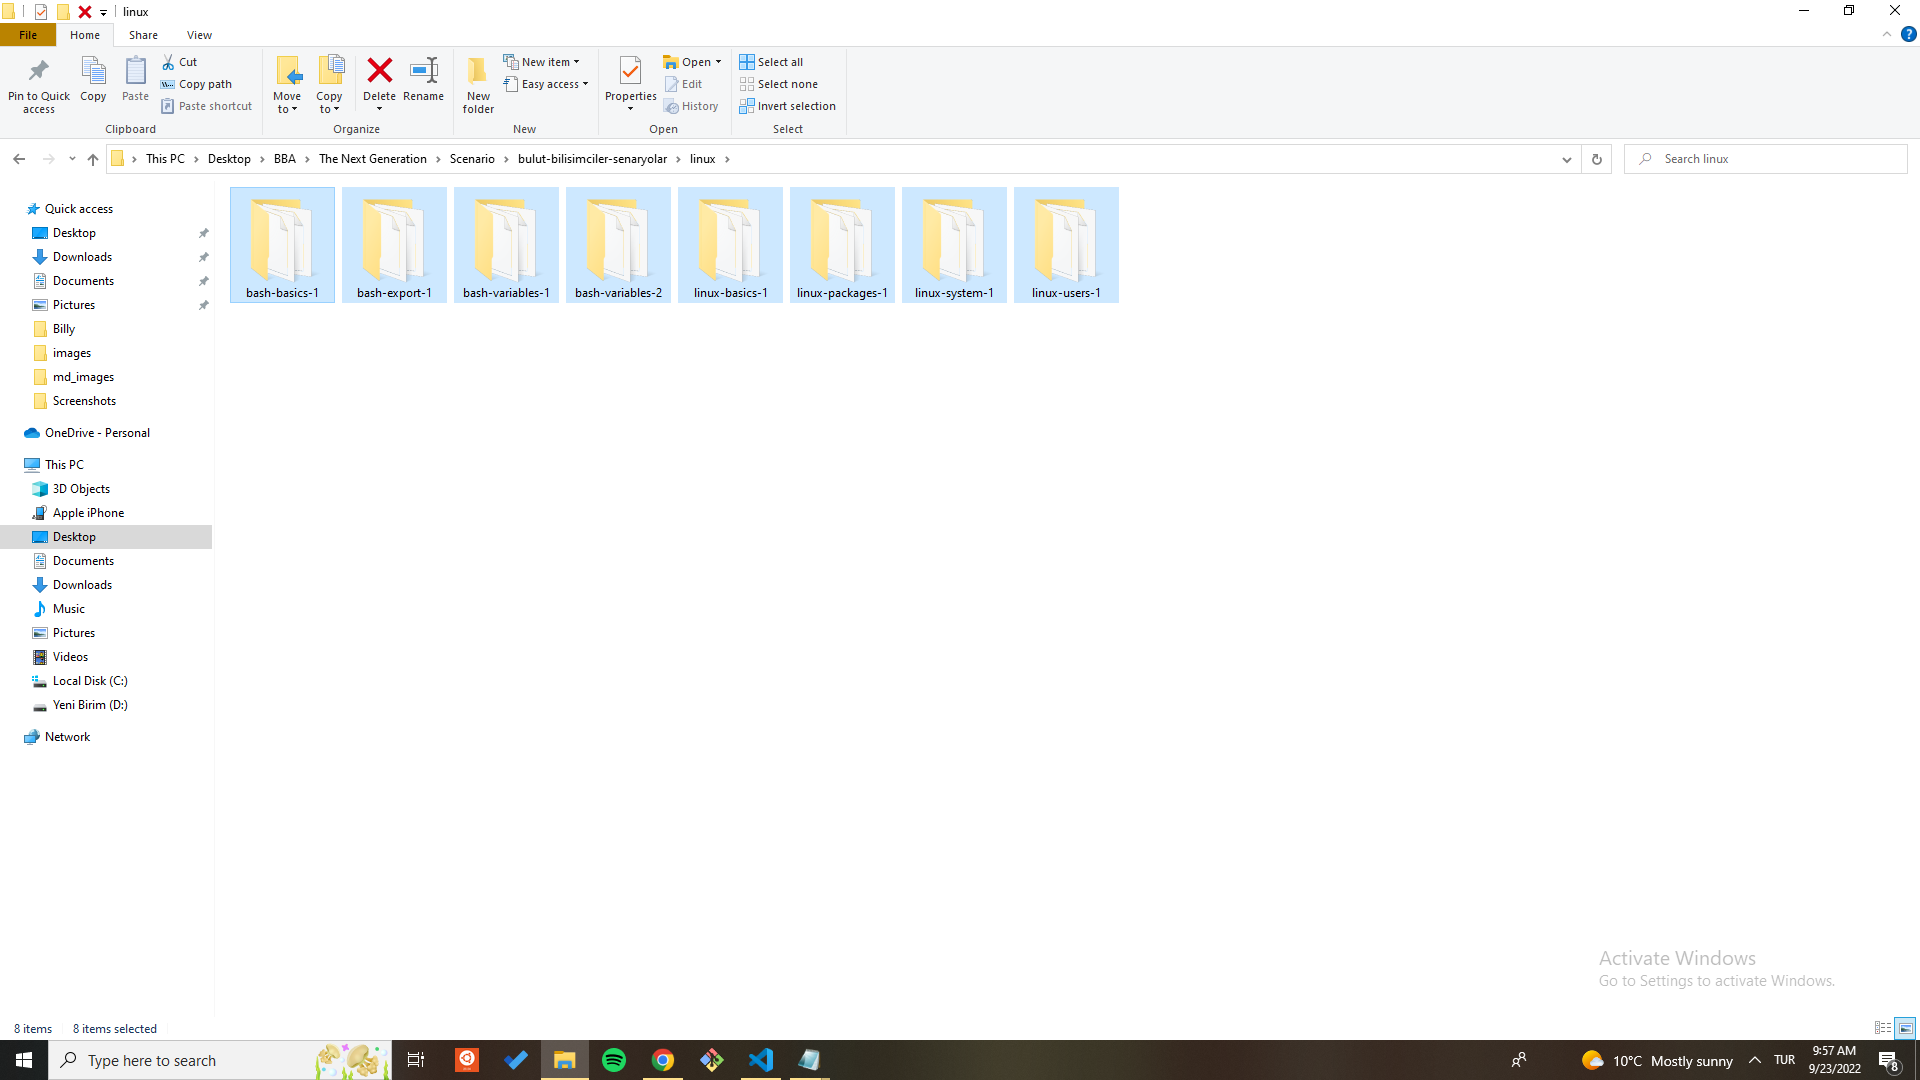 linux
File
Home
Share
View
Pin to Quick
access
Copy
Paste
Cut
Copy path
Paste shortcut
Clipboard
Move
to
Copy
to
Delete
Rename
Organize
New
folder
New item
Easy access
New
Properties
Open
Edit
History
Open
Select all
Select none
Invert selection
Select
This PC
Desktop
BBA
The Next Generation
Scenario
bulut-bilisimciler-senaryolar
linux
Search linux
Quick access
Desktop
Downloads
Documents
Pictures
Billy
images
md_images
Screenshots
OneDrive - Personal
This PC
3D Objects
Apple iPhone
Desktop
Documents
Downloads
Music
Pictures
Videos
Local Disk (C:)
Yeni Birim (D:)
Network
bash-basics-1
bash-export-1
bash-variables-1
bash-variables-2
linux-basics-1
linux-packages-1
linux-system-1
linux-users-1
Activate Windows
Go to Settings to activate Windows.
8 items
8 items selected
Type here to search
10°C Mostly sunny
TUR
9:57 AM
9/23/2022
8